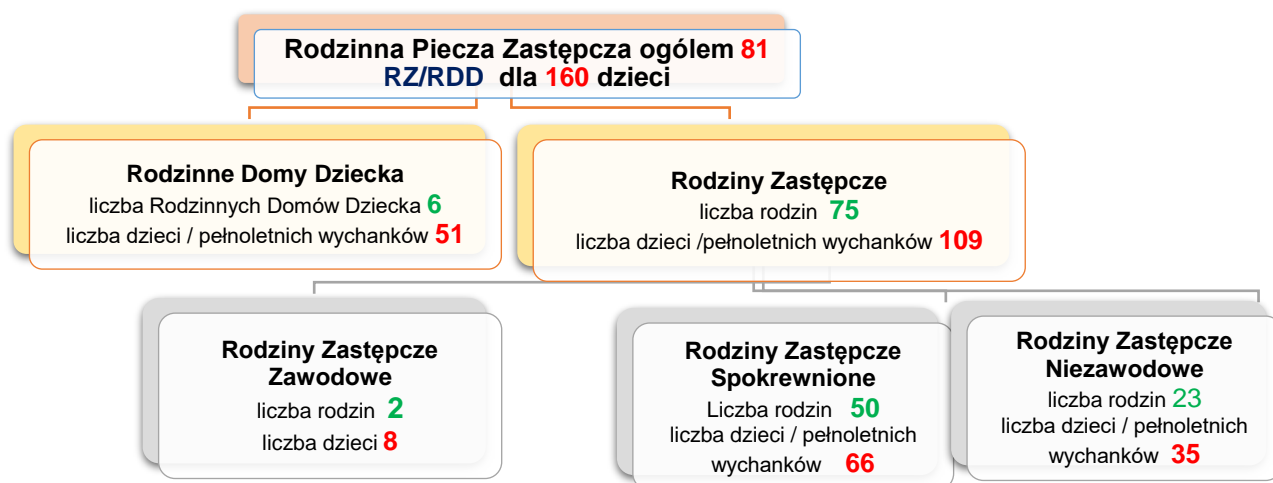 Rodzinna Piecza Zastępcza ogólem 81
RZ/RDD dla 160 dzieci
Rodzinne Domy Dziecka
liczba Rodzinnych Domów Dziecka 6
liczba dzieci / pełnoletnich wychanków 51
Rodziny Zastępcze
liczba rodzin 75
liczba dzieci /pełnoletnich wychanków 109
Rodziny Zastępcze
Zawodowe
liczba rodzin 2
liczba dzieci 8
Rodziny Zastępcze
Spokrewnione
Liczba rodzin 50
liczba dzieci / pełnoletnich
wychanków 66
Rodziny Zastępcze
Niezawodowe
liczba rodzin 23
liczba dzieci / pełnoletnich
wychanków 35